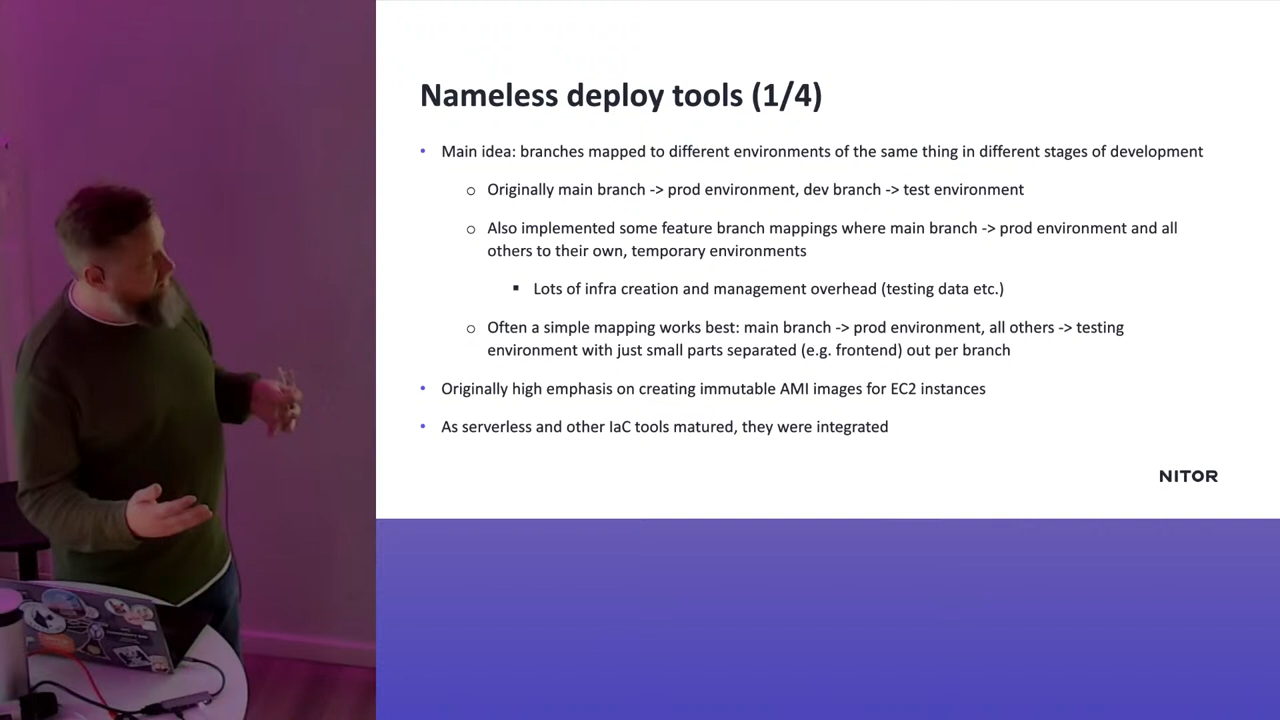 Nameless deploy tools (1/4)
• Main idea: branches mapped to different environments of the same thing in different stages of development
o Originally main branch -> prod environment, dev branch -> test environment
o Also implemented some feature branch mappings where main branch -> prod environment and all
others to their own, temporary environments
▪ Lots of infra creation and management overhead (testing data etc.)
o Often a simple mapping works best: main branch -> prod environment, all others -> testing
environment with just small parts separated (e.g. frontend) out per branch
• Originally high emphasis on creating immutable AMI images for EC2 instances
• As serverless and other IaC tools matured, they were integrated
NITOR